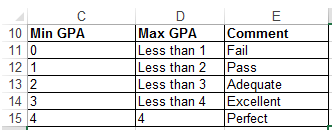 C D E
10 Min GPA Max GPA Comment
11 0 Less than 1 Fail
12 1 Less than 2 Pass
13 2 Less than 3 Adequate
14 3 Less than 4 Excellent
15 4 4 Perfect